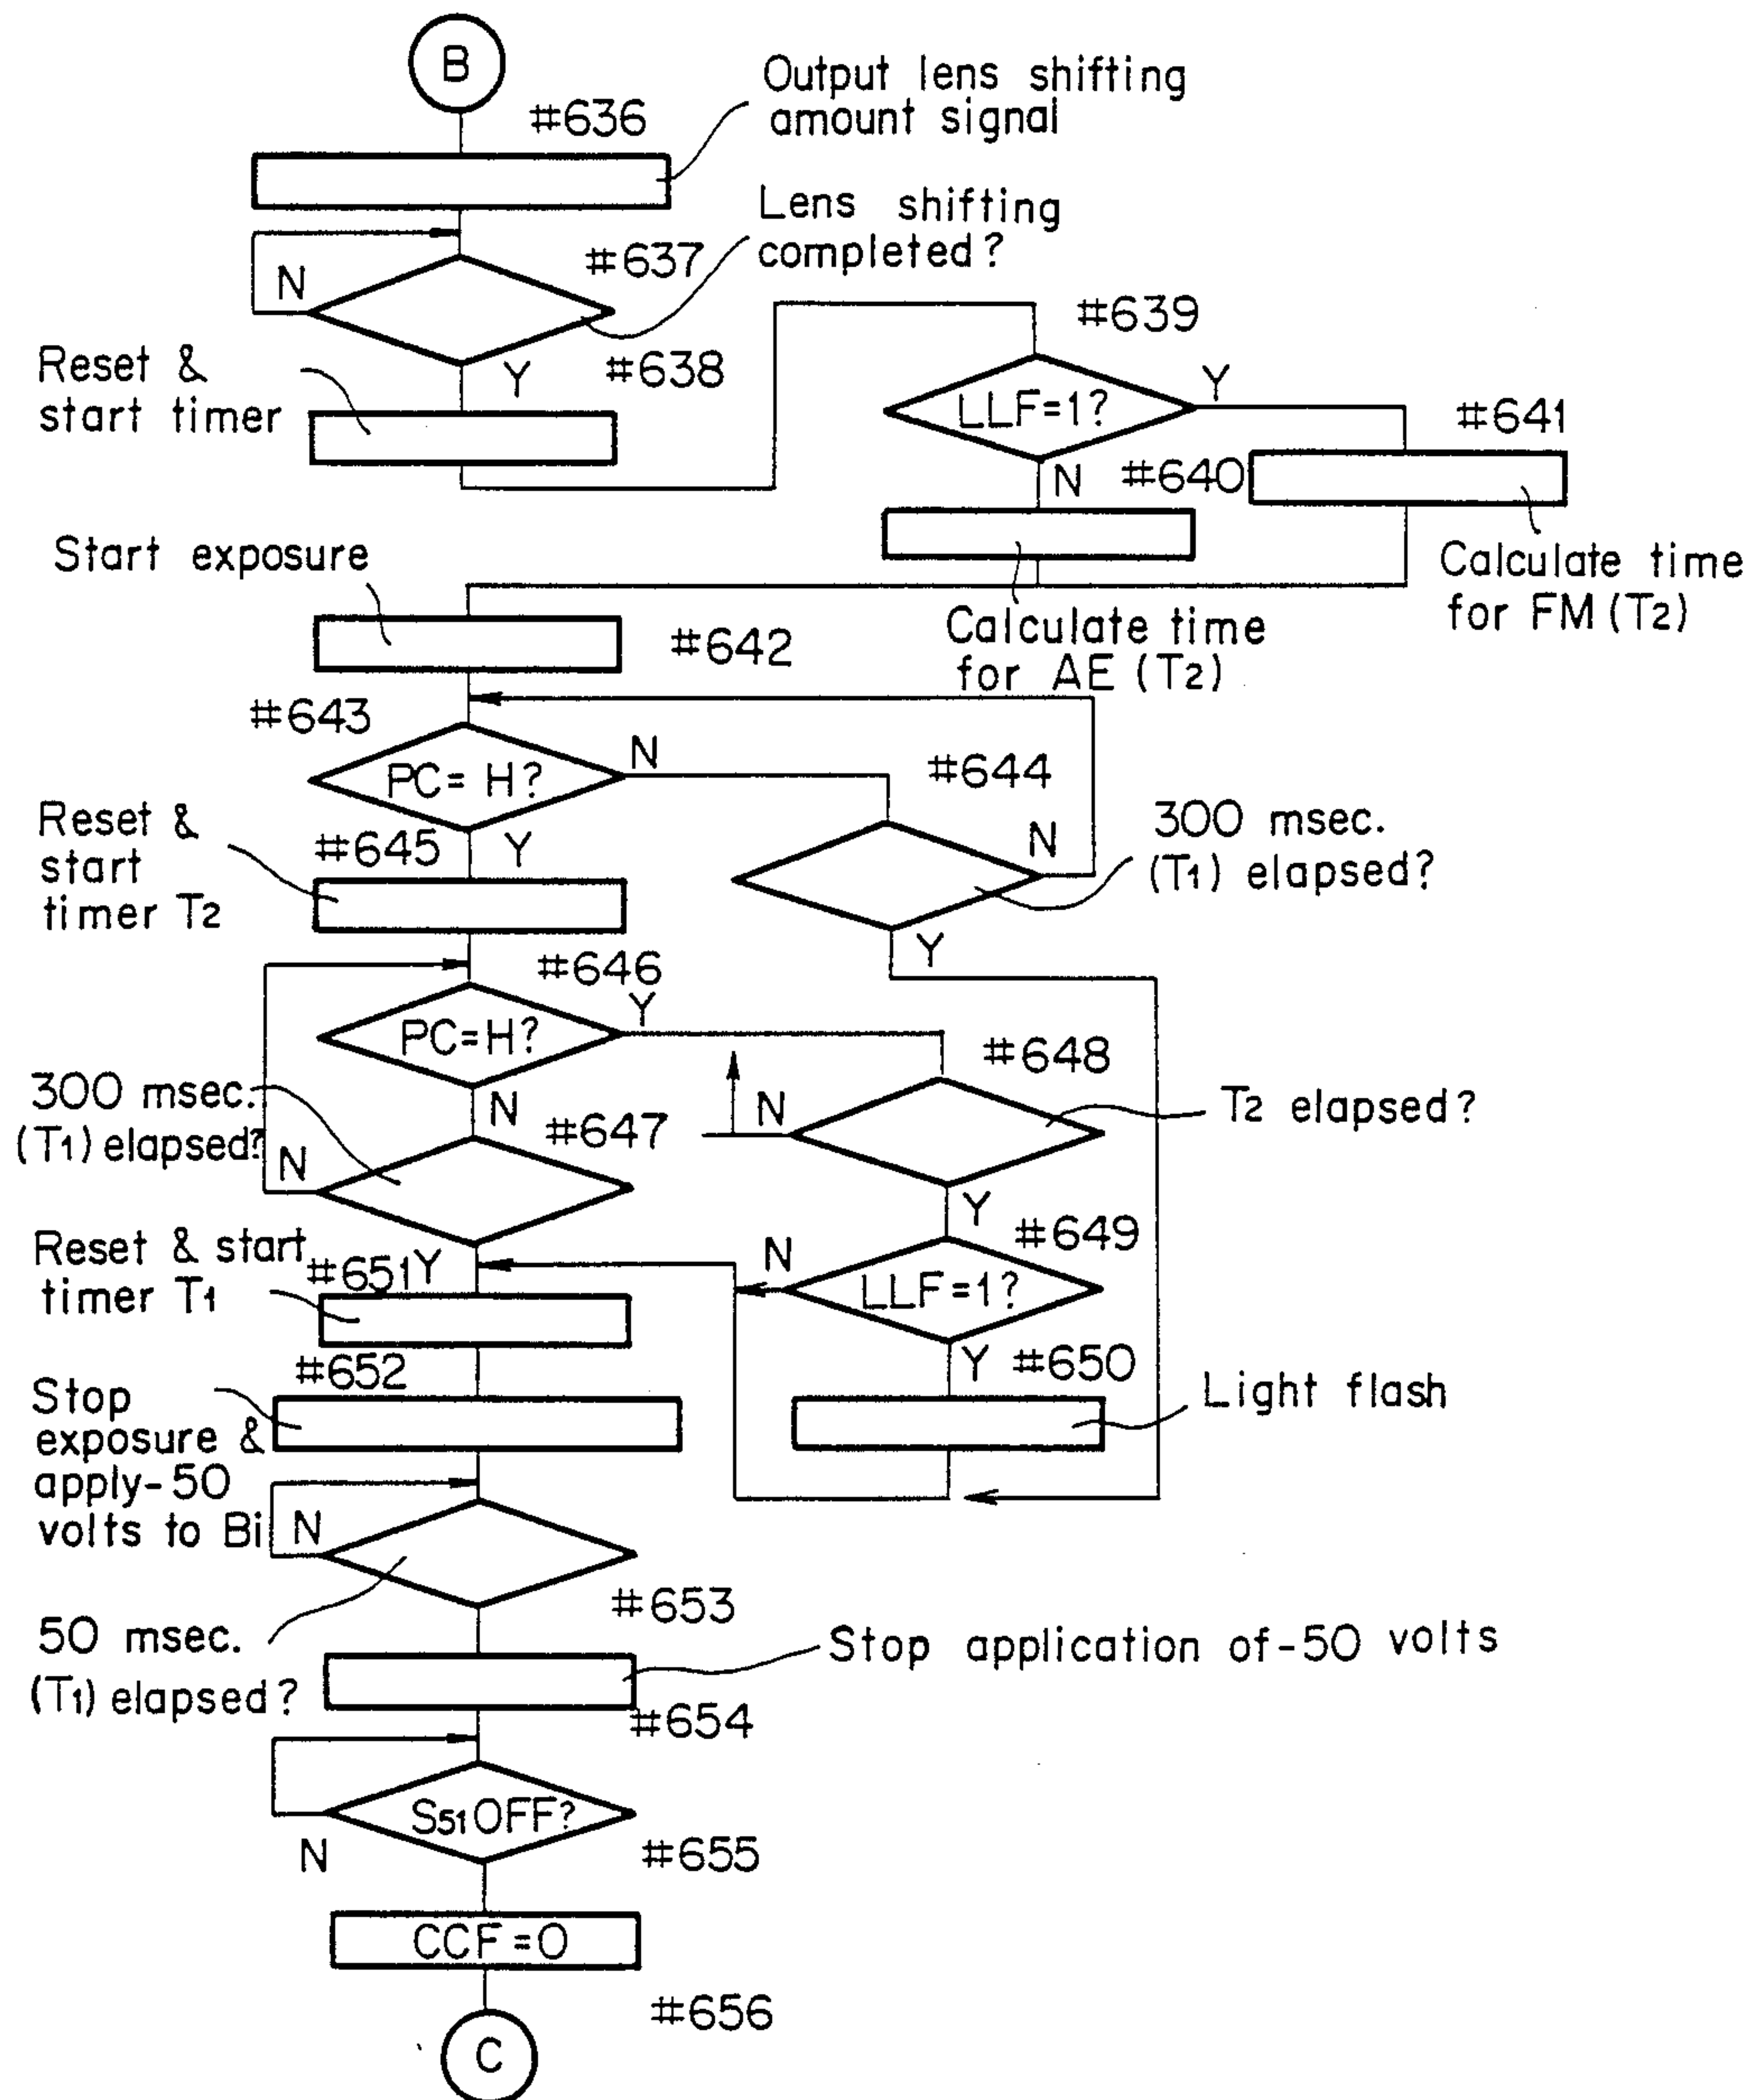 B
#636
Output lens shifting
amount signal
Lens shifting
completed?
#637
N
Y
#638
Reset &
start timer
#639
LLF=1?
Y
#641
N
#640
Calculate time
for FM (T2)
Calculate time
for AE (T2)
Start exposure
#642
#643
PC=H?
N
#644
300 msec.
(T1) elapsed?
N
Y
Reset &
start
timer T2
#645
Y
#646
PC=H?
Y
#648
T2 elapsed?
N
300 msec.
(T1) elapsed?
N
#647
N
Y
#649
LLF=1?
N
Reset & start
timer T1
#651
Y
#652
Y
#650
Light flash
Stop
exposure &
apply-50
volts to Bi
N
#653
50 msec.
(T1) elapsed?
Stop application of-50 volts
#654
S51OFF?
N
#655
CCF=0
#656
C